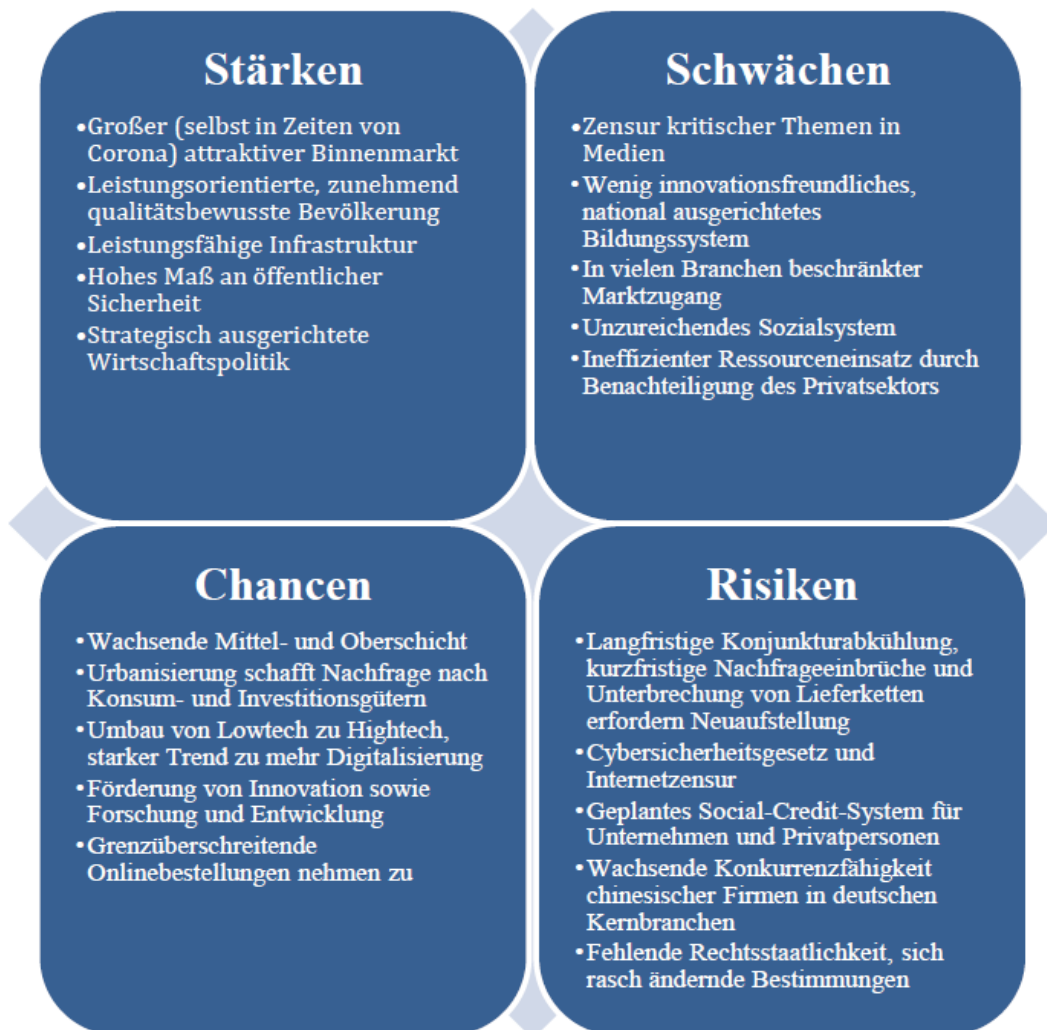 Stärken
•Großer (selbst in Zeiten von
Corona) attraktiver Binnenmarkt
•Leistungsorientierte, zunehmend
qualitätsbewusste Bevölkerung
•Leistungsfähige Infrastruktur
•Hohes Maß an öffentlicher
Sicherheit
•Strategisch ausgerichtete
Wirtschaftspolitik
Schwächen
•Zensur kritischer Themen in
Medien
•Wenig innovationsfreundliches,
national ausgerichtetes
Bildungssystem
•In vielen Branchen beschränkter
Marktzugang
•Unzureichendes Sozialsystem
•Ineffizienter Ressourceneinsatz durch
Benachteiligung des Privatsektors
Chancen
•Wachsende Mittel- und Oberschicht
•Urbanisierung schafft Nachfrage nach
Konsum- und Investitionsgütern
•Umbau von Lowtech zu Hightech,
starker Trend zu mehr Digitalisierung
•Förderung von Innovation sowie
Forschung und Entwicklung
•Grenzüberschreitende
Onlinebestellungen nehmen zu
Risiken
•Langfristige Konjunkturabkühlung,
kurzfristige Nachfrageeinbrüche und
Unterbrechung von Lieferketten
erfordern Neuaufstellung
•Cybersicherheitsgesetz und
Internetzensur
•Geplantes Social-Credit-System für
Unternehmen und Privatpersonen
•Wachsende Konkurrenzfähigkeit
chinesischer Firmen in deutschen
Kernbranchen
•Fehlende Rechtsstaatlichkeit, sich
rasch ändernde Bestimmungen